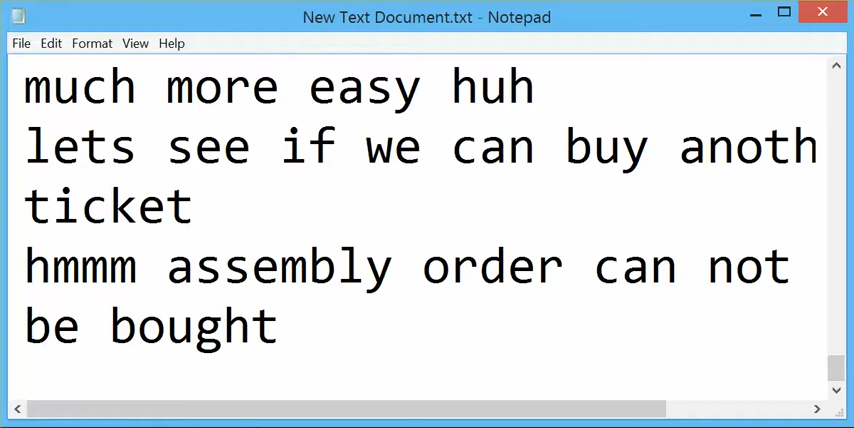 New Text Document.txt - Notepad
File Edit Format View Help
much more easy huh
lets see if we can buy anoth
ticket
hmmm assembly order can not
be bought